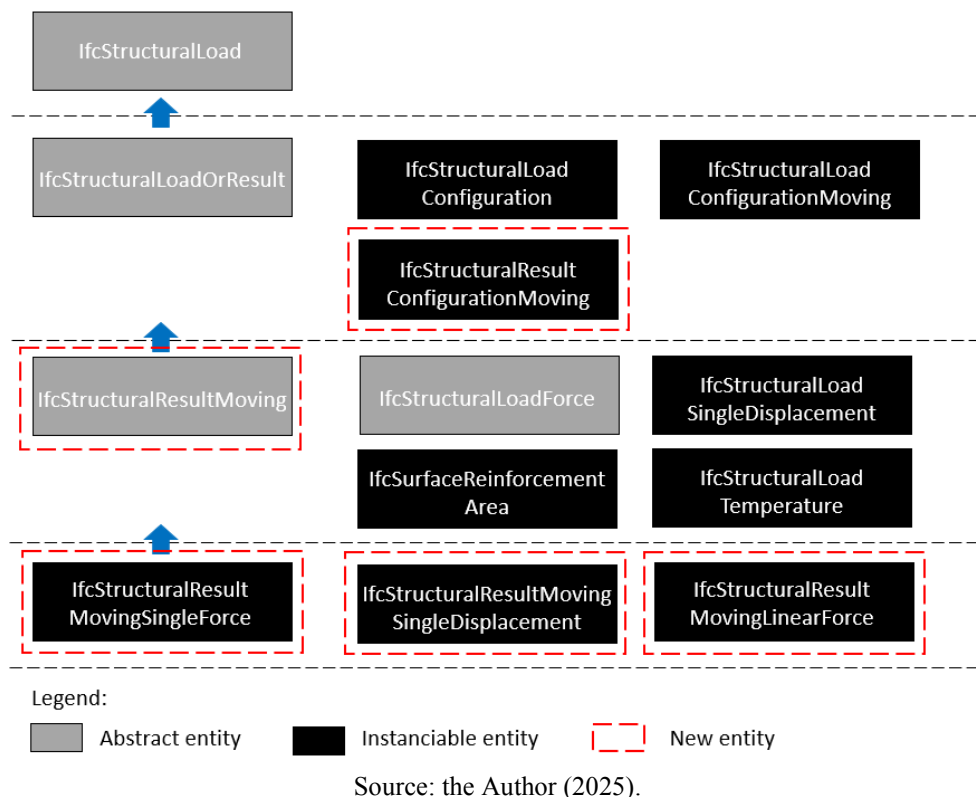 IfcStructuralLoad
IfcStructuralLoadOrResult
IfcStructuralLoad
Configuration
IfcStructuralLoad
ConfigurationMoving
IfcStructuralResult
ConfigurationMoving
IfcStructuralResultMoving
IfcStructuralLoadForce
IfcStructuralLoad
SingleDisplacement
IfcSurfaceReinforcement
Area
IfcStructuralLoad
Temperature
IfcStructuralResult
MovingSingleForce
IfcStructuralResultMoving
SingleDisplacement
IfcStructuralResult
MovingLinearForce
Legend:
Abstract entity
Instanciable entity
New entity
Source: the Author (2025).